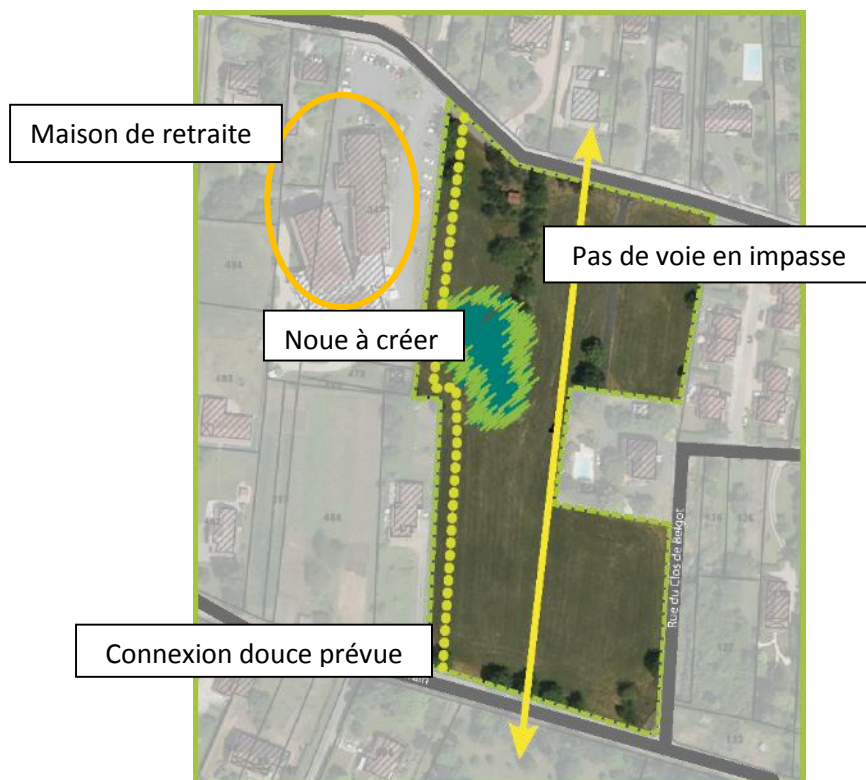 Maison de retraite
Pas de voie en impasse
Noue à créer
Connexion douce prévue
Rue du Clos de Belgot